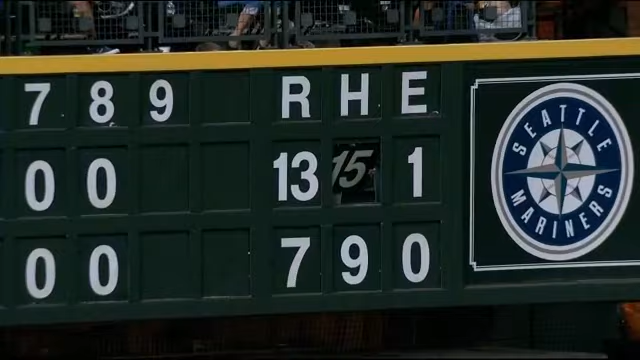 7 8 9 R H E
0 0 13 15 1
0 0 7 9 0
SEATTLE
MARINERS